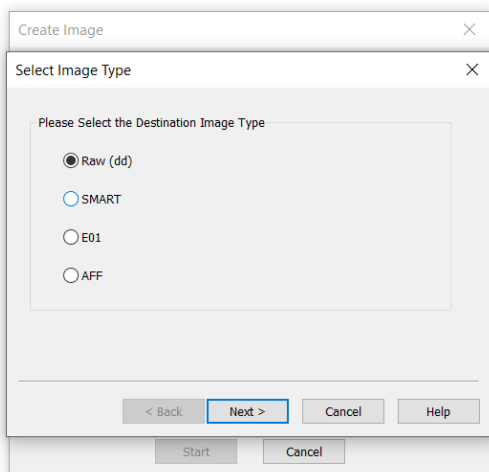 Create Image
Select Image Type
Please Select the Destination Image Type
Raw (dd)
SMART
E01
AFF
< Back Next > Cancel Help
Start Cancel